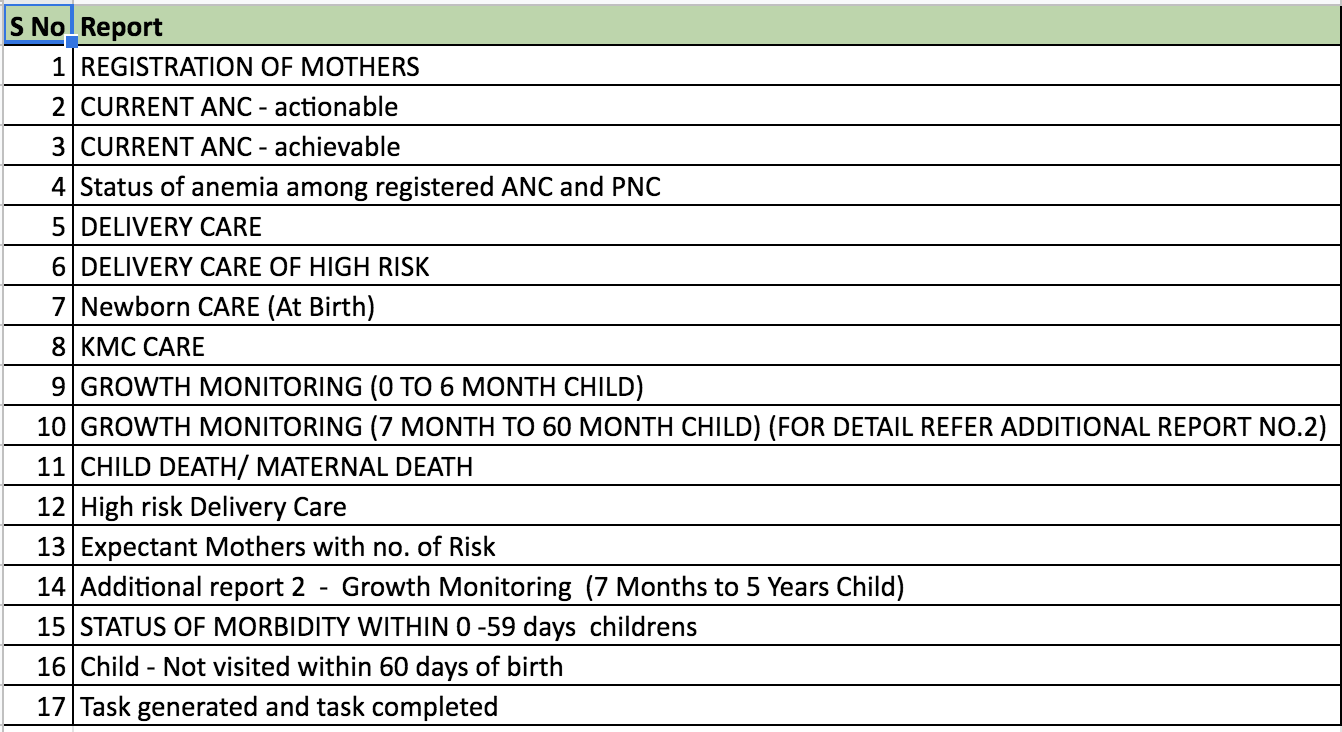 S No Report
1 REGISTRATION OF MOTHERS
2 CURRENT ANC - actionable
3 CURRENT ANC - achievable
4 Status of anemia among registered ANC and PNC
5 DELIVERY CARE
6 DELIVERY CARE OF HIGH RISK
7 Newborn CARE (At Birth)
8 KMC CARE
9 GROWTH MONITORING (0 TO 6 MONTH CHILD)
10 GROWTH MONITORING (7 MONTH TO 60 MONTH CHILD) (FOR DETAIL REFER ADDITIONAL REPORT NO.2)
11 CHILD DEATH/ MATERNAL DEATH
12 High risk Delivery Care
13 Expectant Mothers with no. of Risk
14 Additional report 2  -  Growth Monitoring  (7 Months to 5 Years Child)
15 STATUS OF MORBIDITY WITHIN 0 -59 days  childrens
16 Child - Not visited within 60 days of birth
17 Task generated and task completed